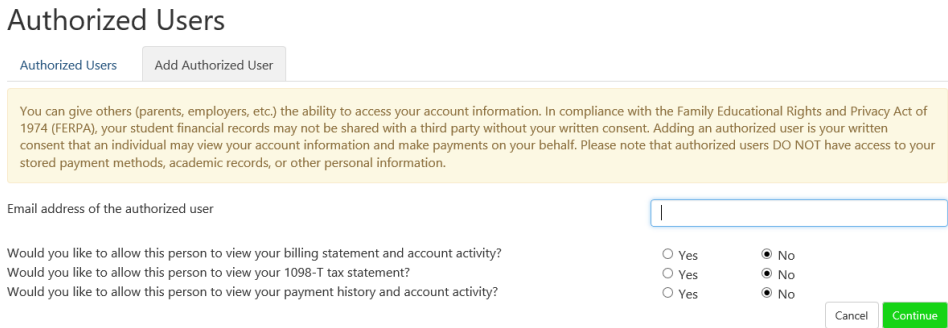 Authorized Users
Authorized Users Add Authorized User
You can give others (parents, employers, etc.) the ability to access your account information. In compliance with the Family Educational Rights and Privacy Act of
1974 (FERPA), your student financial records may not be shared with a third party without your written consent. Adding an authorized user is your written
consent that an individual may view your account information and make payments on your behalf. Please note that authorized users DO NOT have access to your
stored payment methods, academic records, or other personal information.
Email address of the authorized user
Would you like to allow this person to view your billing statement and account activity? Yes No
Would you like to allow this person to view your 1098-T tax statement? Yes No
Would you like to allow this person to view your payment history and account activity? Yes No
Cancel Continue